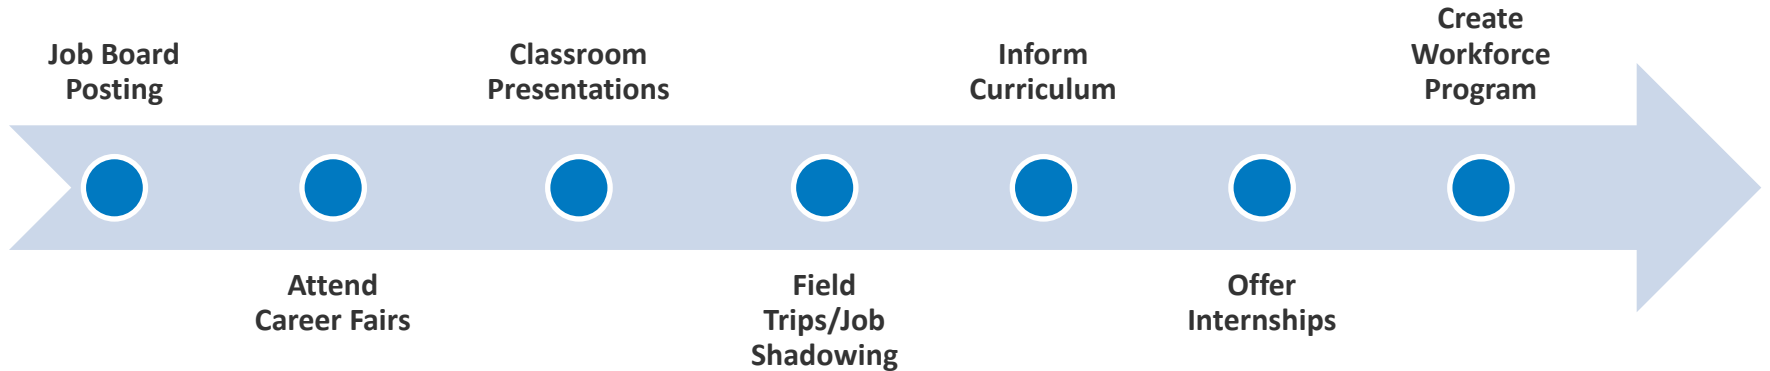 Job Board
Posting
Attend
Career Fairs
Classroom
Presentations
Field
Trips/Job
Shadowing
Inform
Curriculum
Offer
Internships
Create
Workforce
Program